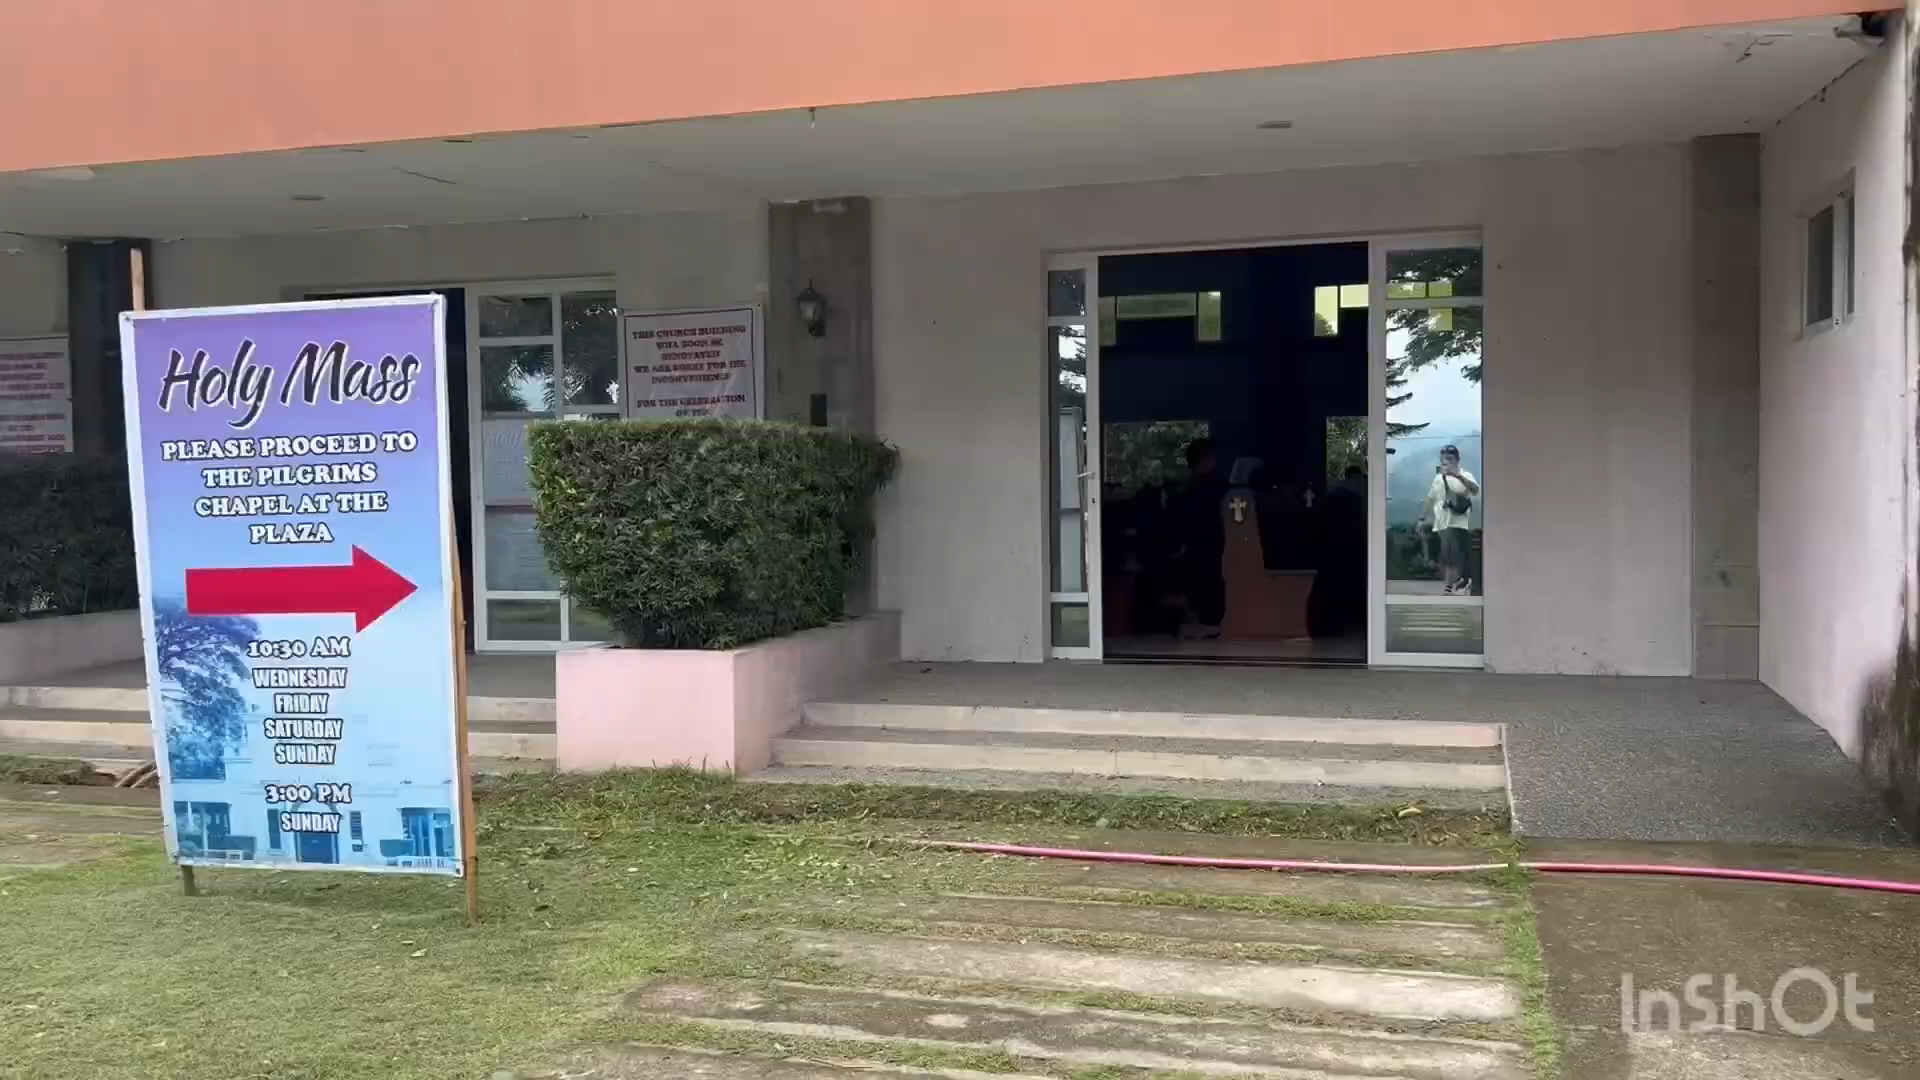 Holy Mass
PLEASE PROCEED TO
THE PILGRIMS
CHAPEL AT THE
PLAZA
10:30 AM
WEDNESDAY
FRIDAY
SATURDAY
SUNDAY
3:00 PM
SUNDAY
THIS CHURCH BUILDING
WILL SOON BE
RENOVATED
WE ARE SORRY FOR THE
INCONVENIENCE
FOR THE CELEBRATION
InShOt